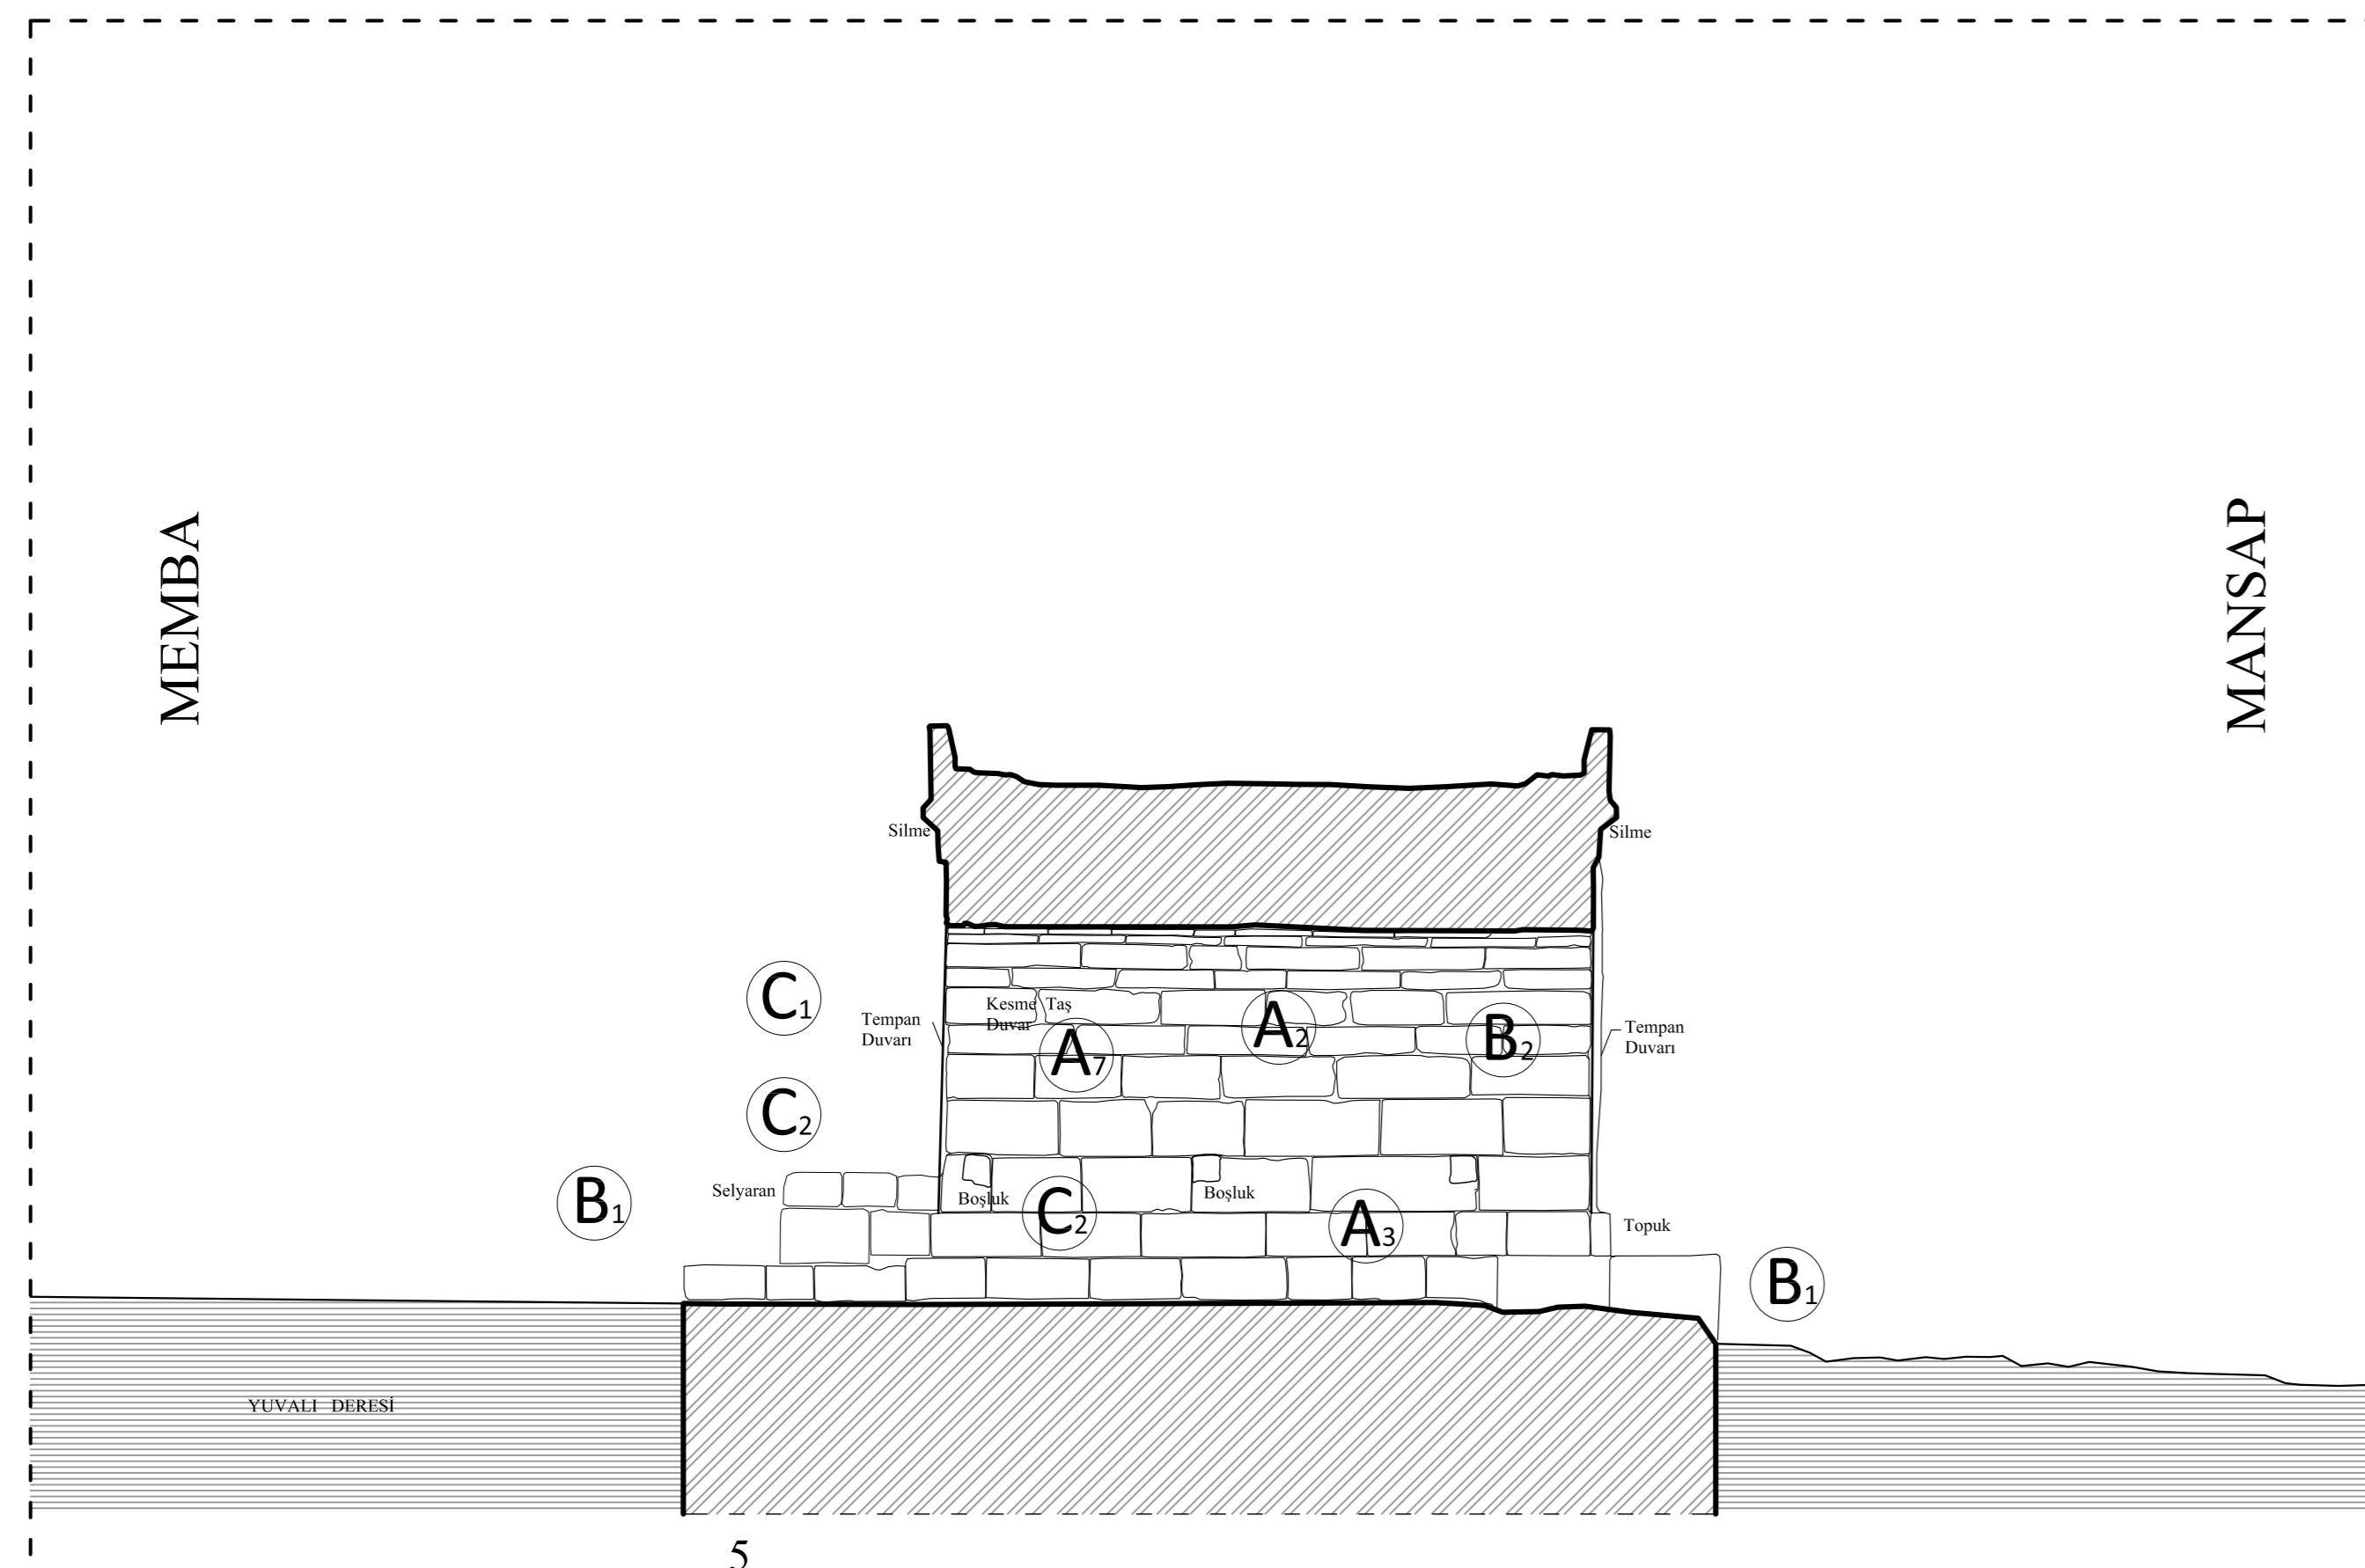 MEMBA
MANSAP
Silme
Silme
C1
Kesme Taş
Duvar
A2
B2
Tempan
Duvarı
A7
Tempan
Duvarı
C2
B1
Selyaran
Boşluk
Boşluk
C2
A3
Topuk
B1
YUVALI DERESİ
5